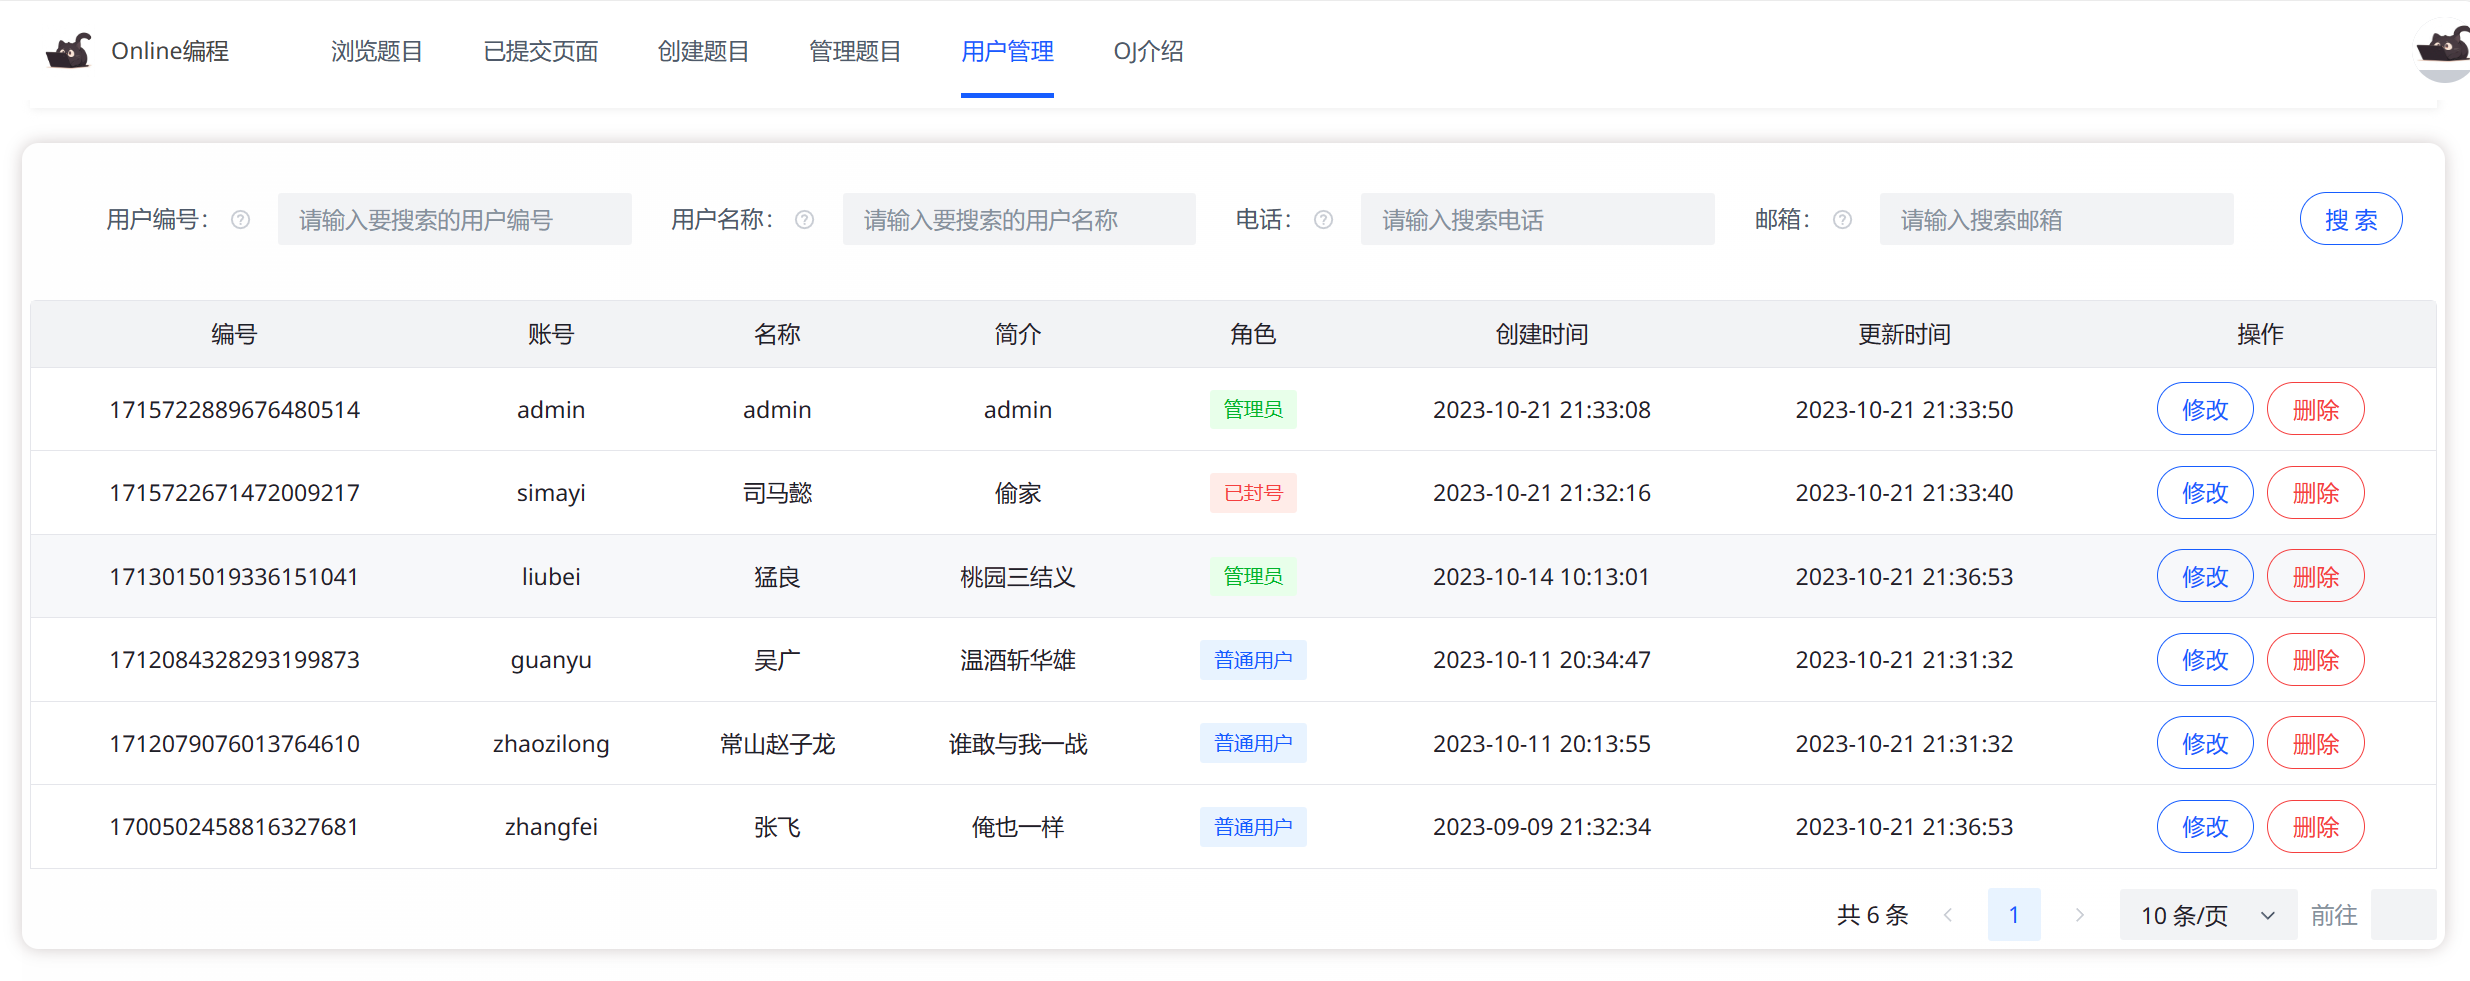 Online编程 浏览题目 已提交页面 创建题目 管理题目 用户管理 OJ介绍
用户编号： 请输入要搜索的用户编号 用户名称： 请输入要搜索的用户名称 电话： 请输入搜索电话 邮箱： 请输入搜索邮箱 搜索
编号 账号 名称 简介 角色 创建时间 更新时间 操作
1715722889676480514 admin admin admin 管理员 2023-10-21 21:33:08 2023-10-21 21:33:50 修改 删除
1715722671472009217 simayi 司马懿 偷家 已封号 2023-10-21 21:32:16 2023-10-21 21:33:40 修改 删除
1713015019336151041 liubei 猛良 桃园三结义 管理员 2023-10-14 10:13:01 2023-10-21 21:36:53 修改 删除
1712084328293199873 guanyu 吴广 温酒斩华雄 普通用户 2023-10-11 20:34:47 2023-10-21 21:31:32 修改 删除
1712079076013764610 zhaozilong 常山赵子龙 谁敢与我一战 普通用户 2023-10-11 20:13:55 2023-10-21 21:31:32 修改 删除
1700502458816327681 zhangfei 张飞 俺也一样 普通用户 2023-09-09 21:32:34 2023-10-21 21:36:53 修改 删除
共 6 条 1 10 条/页 前往